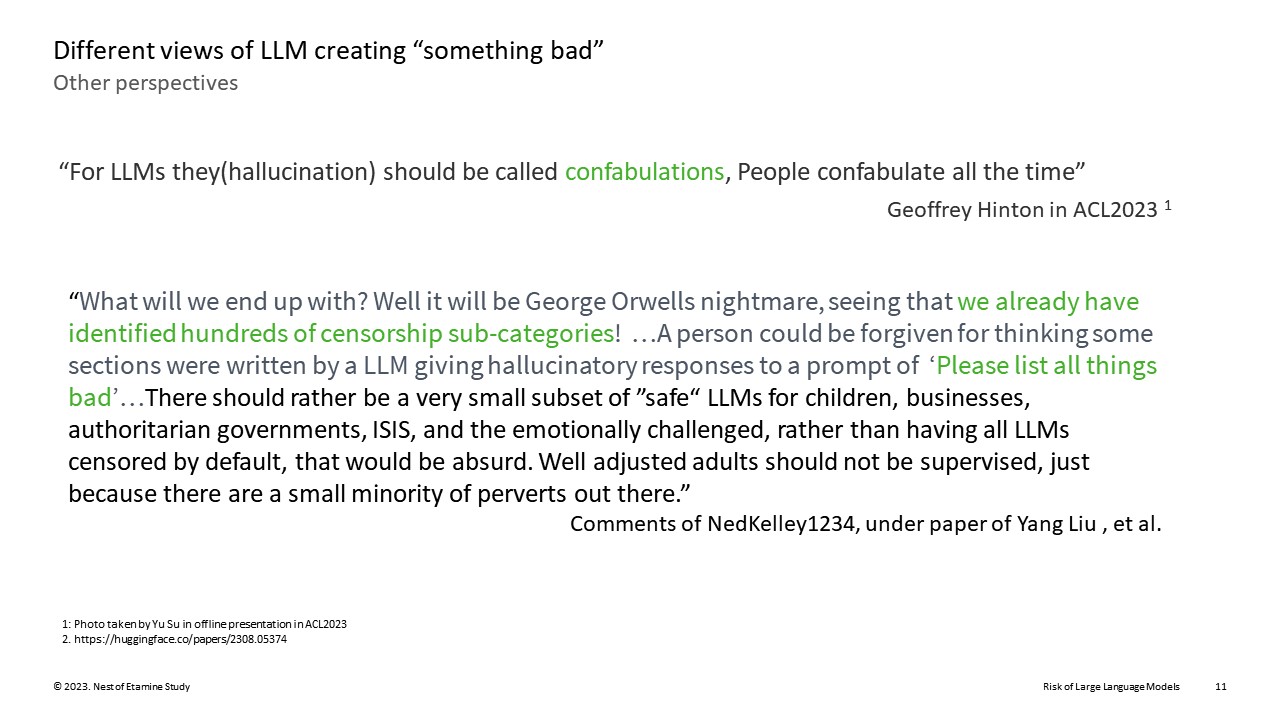 Different views of LLM creating “something bad”
Other perspectives
“For LLMs they(hallucination) should be called confabulations, People confabulate all the time”
Geoffrey Hinton in ACL2023 1
“What will we end up with? Well it will be George Orwells nightmare, seeing that we already have
identified hundreds of censorship sub-categories! …A person could be forgiven for thinking some
sections were written by a LLM giving hallucinatory responses to a prompt of ‘Please list all things
bad’…There should rather be a very small subset of ”safe“ LLMs for children, businesses,
authoritarian governments, ISIS, and the emotionally challenged, rather than having all LLMs
censored by default, that would be absurd. Well adjusted adults should not be supervised, just
because there are a small minority of perverts out there.”
Comments of NedKelley1234, under paper of Yang Liu , et al.
1: Photo taken by Yu Su in offline presentation in ACL2023
2. https://huggingface.co/papers/2308.05374
© 2023. Nest of Etamine Study
Risk of Large Language Models 11